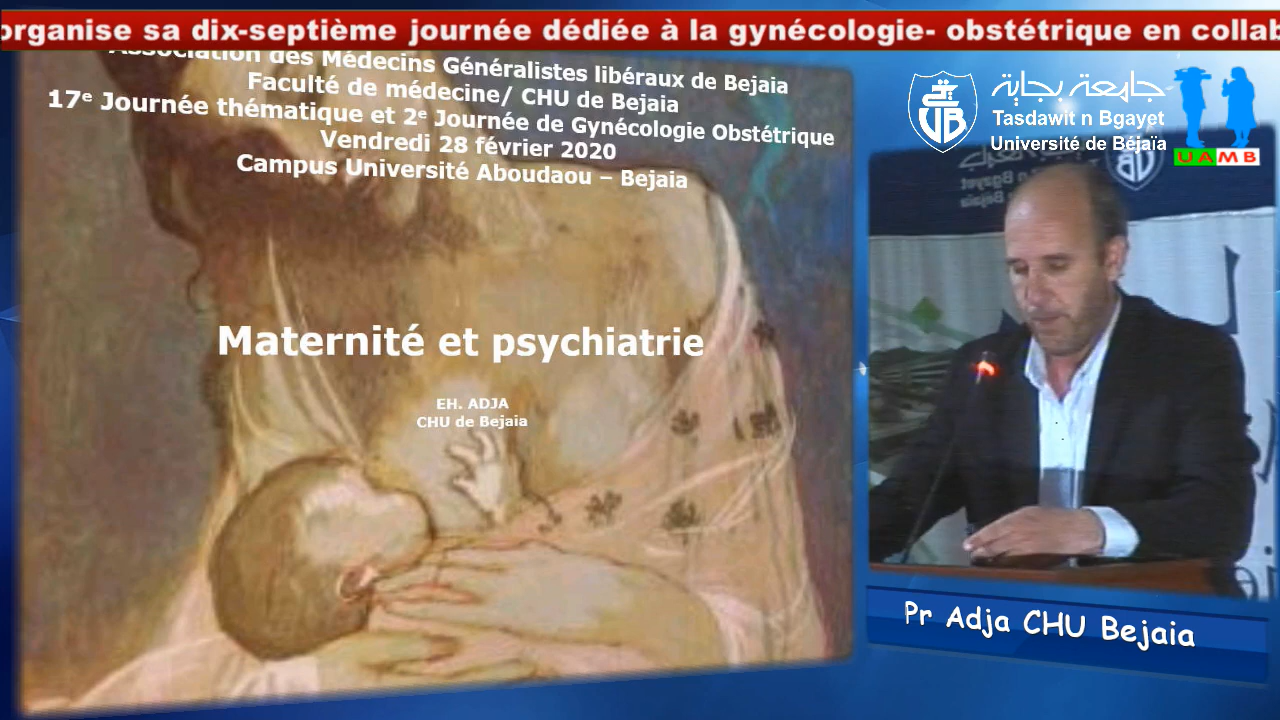 organise sa dix-septième journée dédiée à la gynécologie- obstétrique en collab
Association des Médecins Généralistes libéraux de Bejaia
Faculté de médecine/ CHU de Bejaia
17e Journée thématique et 2e Journée de Gynécologie Obstétrique
Vendredi 28 février 2020
Campus Université Aboudaou – Bejaia
Maternité et psychiatrie
EH. ADJA
CHU de Bejaia
جامعة بجاية
Tasdawit n Bgayet
Université de Béjaïa
UAMB
Pr Adja CHU Bejaia